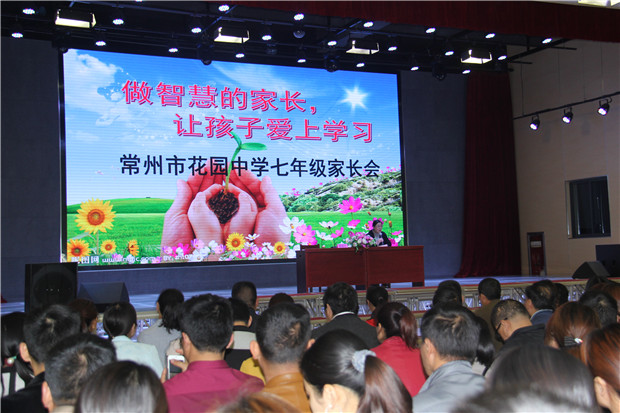 做智慧的家长，
让孩子爱上学习
常州市花园中学七年级家长会